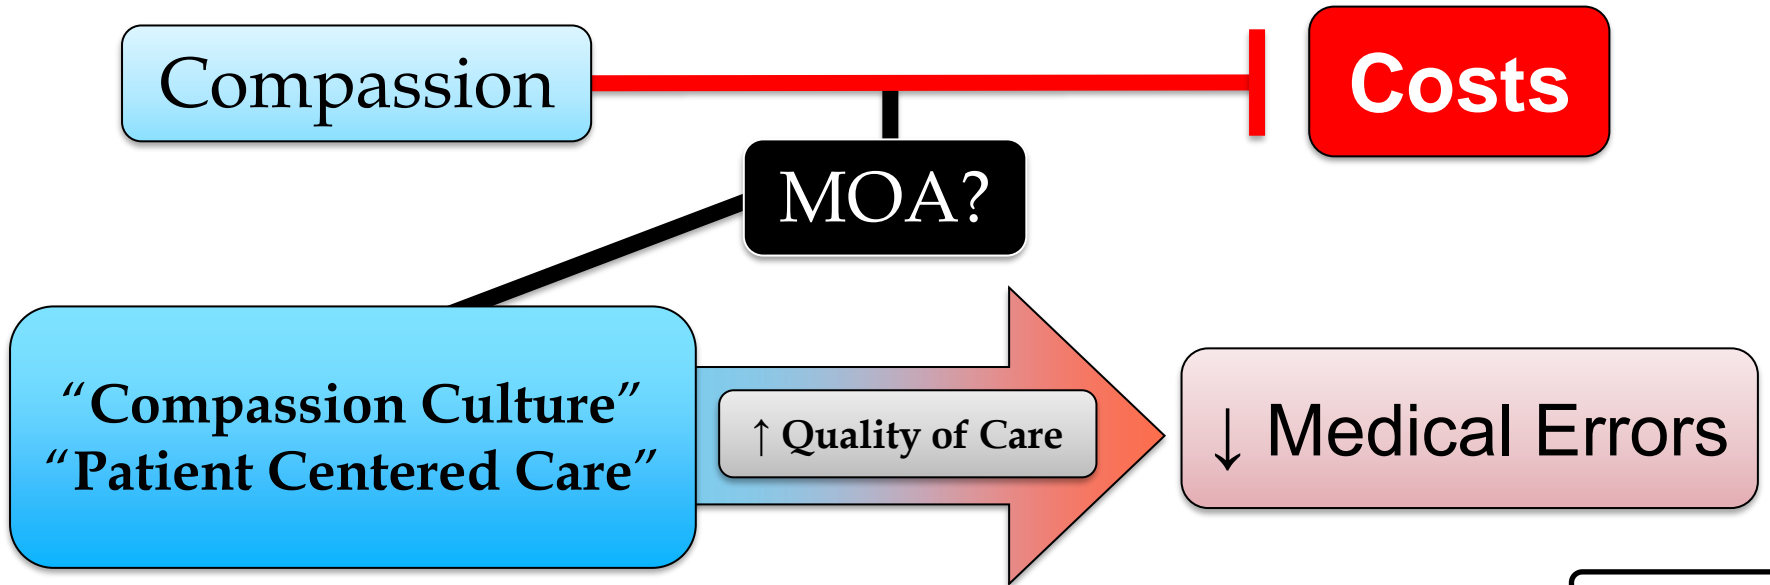 Compassion
Costs
MOA?
“Compassion Culture”
“Patient Centered Care”
↑ Quality of Care
↓ Medical Errors